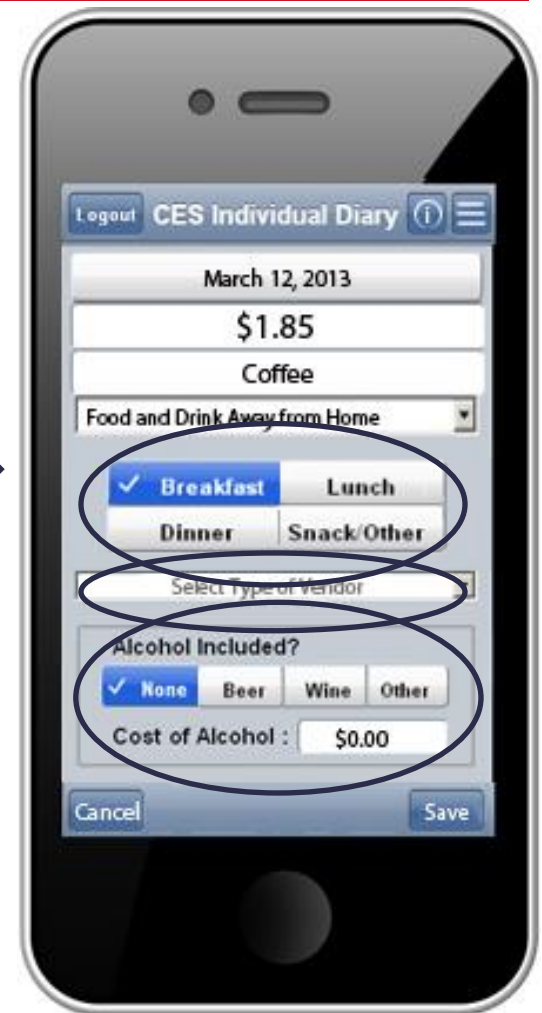 Logout CES Individual Diary
March 12, 2013
$1.85
Coffee
Food and Drink Away from Home
✓ Breakfast Lunch
Dinner Snack/Other
Select Type of Vendor
Alcohol Included?
✓ None Beer Wine Other
Cost of Alcohol : $0.00
Cancel Save